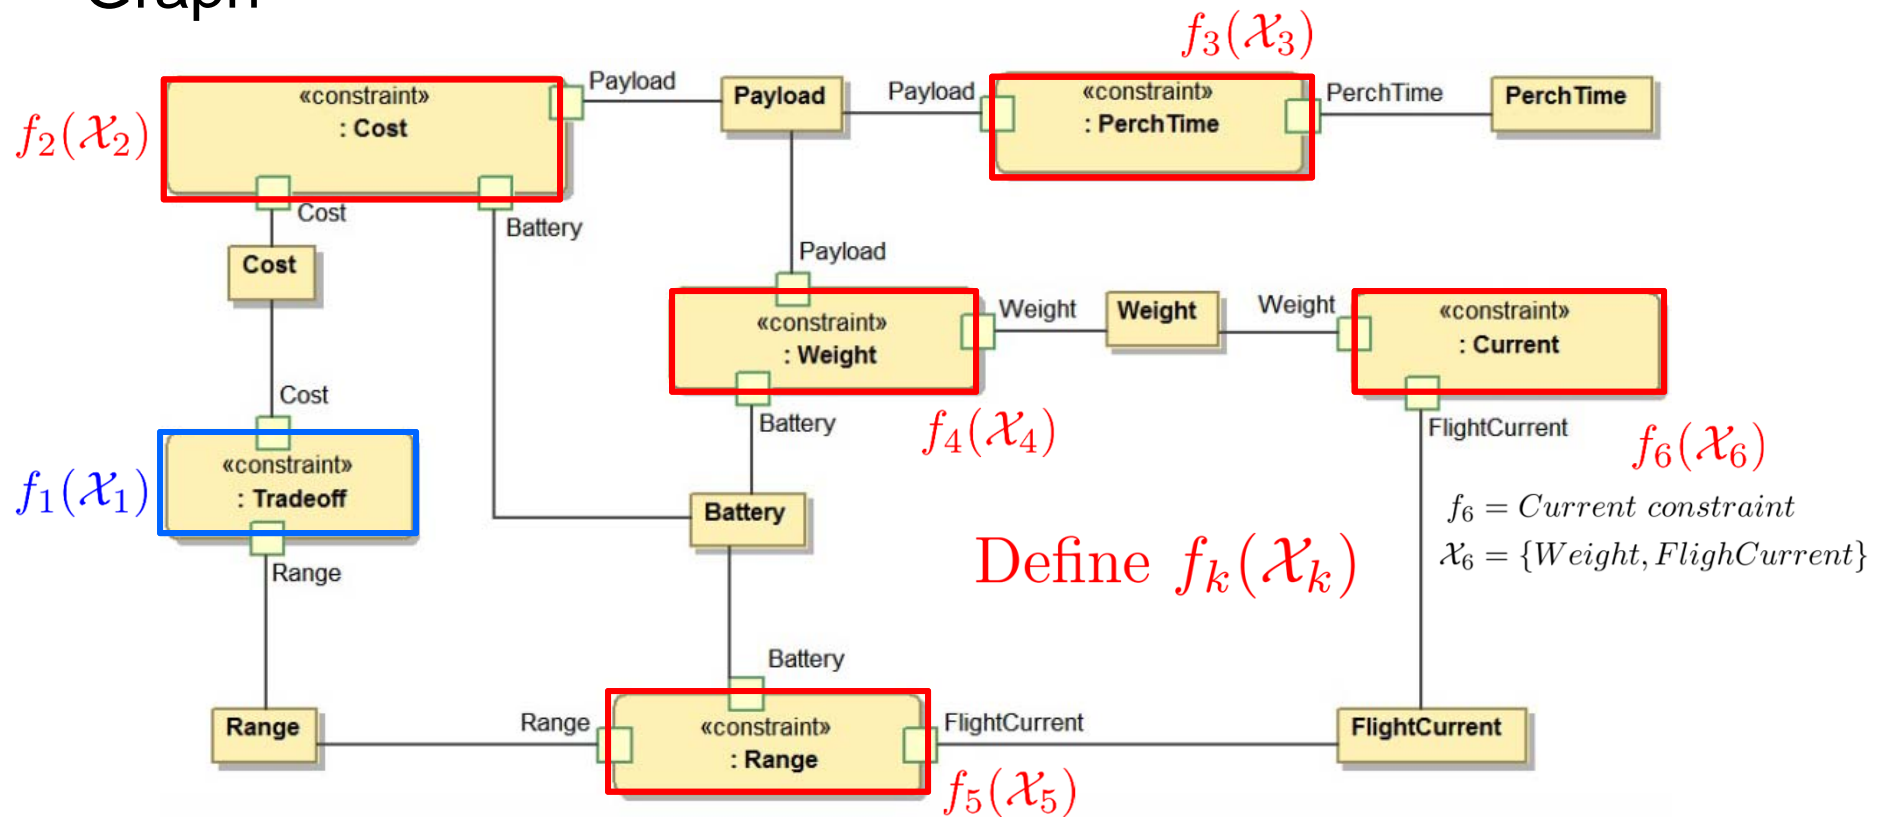 Graph
f₃(𝒳₃)
«constraint»
: Cost
Payload
Payload
Payload
«constraint»
: PerchTime
PerchTime
PerchTime
f₂(𝒳₂)
Cost
Battery
Cost
Payload
«constraint»
: Weight
Weight
Weight
Weight
«constraint»
: Current
Cost
Battery
f₄(𝒳₄)
FlightCurrent
f₆(𝒳₆)
f₁(𝒳₁)
«constraint»
: Tradeoff
Battery
f₆ = Current constraint
𝒳₆ = {Weight, FlighCurrent}
Define fₖ(𝒳ₖ)
Range
Battery
Range
Range
«constraint»
: Range
FlightCurrent
FlightCurrent
f₅(𝒳₅)